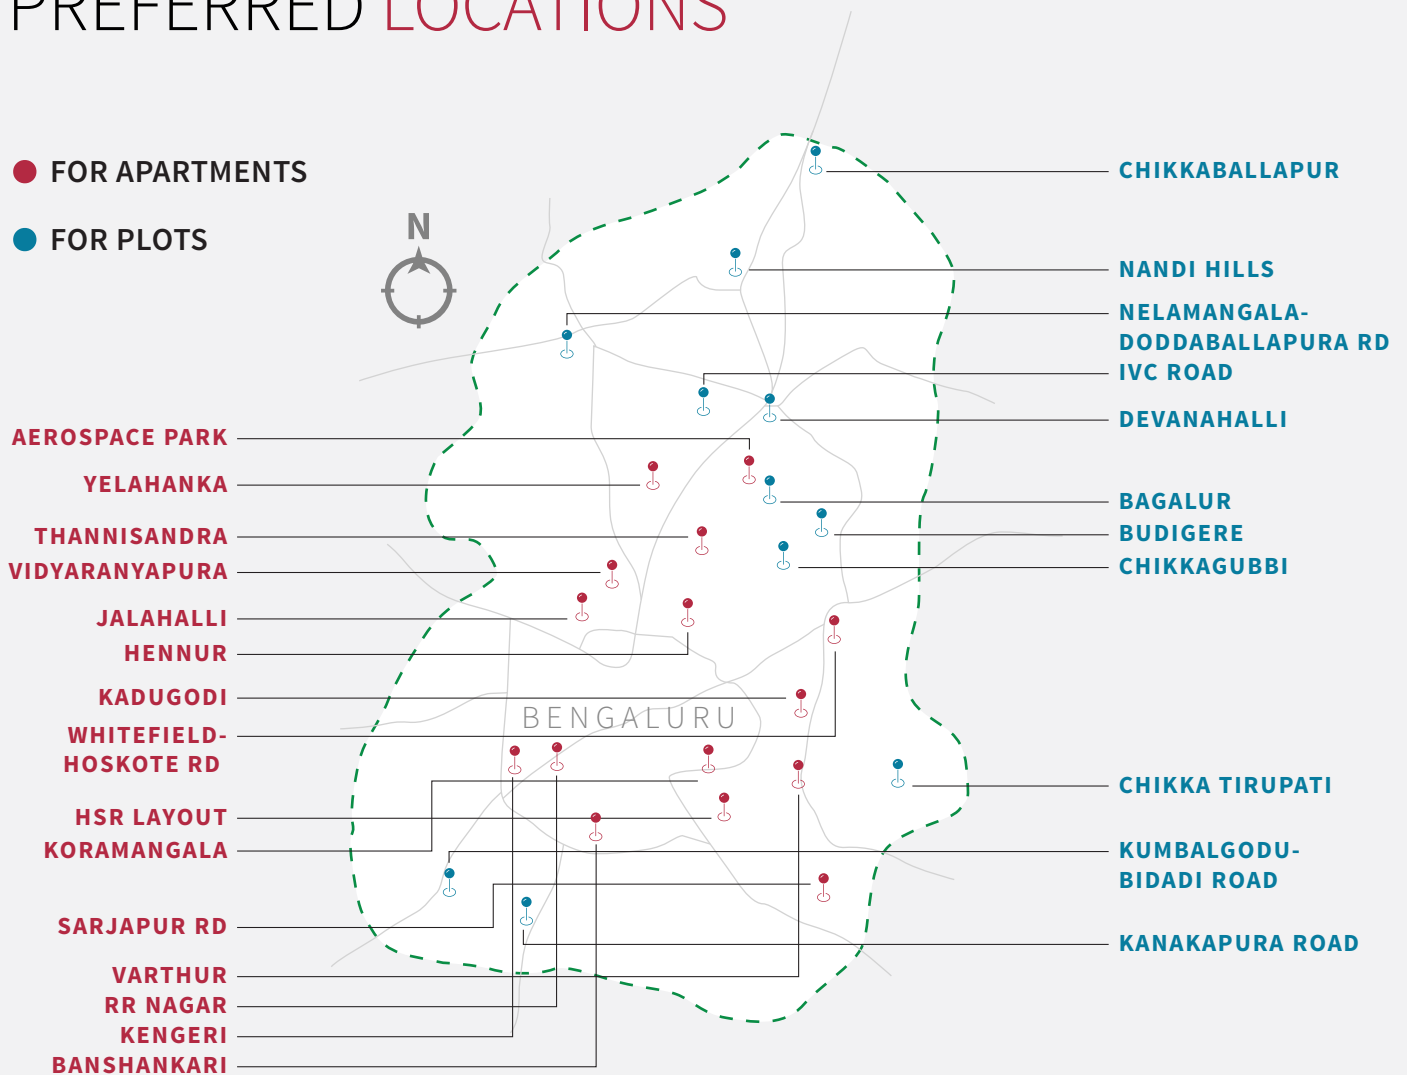 PREFERRED LOCATIONS
FOR APARTMENTS
FOR PLOTS
N
AEROSPACE PARK
YELAHANKA
THANNISANDRA
VIDYARANYAPURA
JALAHALLI
HENNUR
KADUGODI
WHITEFIELD-
HOSKOTE RD
HSR LAYOUT
KORAMANGALA
SARJAPUR RD
VARTHUR
RR NAGAR
KENGERI
BANSHANKARI
BENGALURU
CHIKKABALLAPUR
NANDI HILLS
NELAMANGALA-
DODDABALLAPURA RD
IVC ROAD
DEVANAHALLI
BAGALUR
BUDIGERE
CHIKKAGUBBI
CHIKKA TIRUPATI
KUMBALGODU-
BIDADI ROAD
KANAKAPURA ROAD